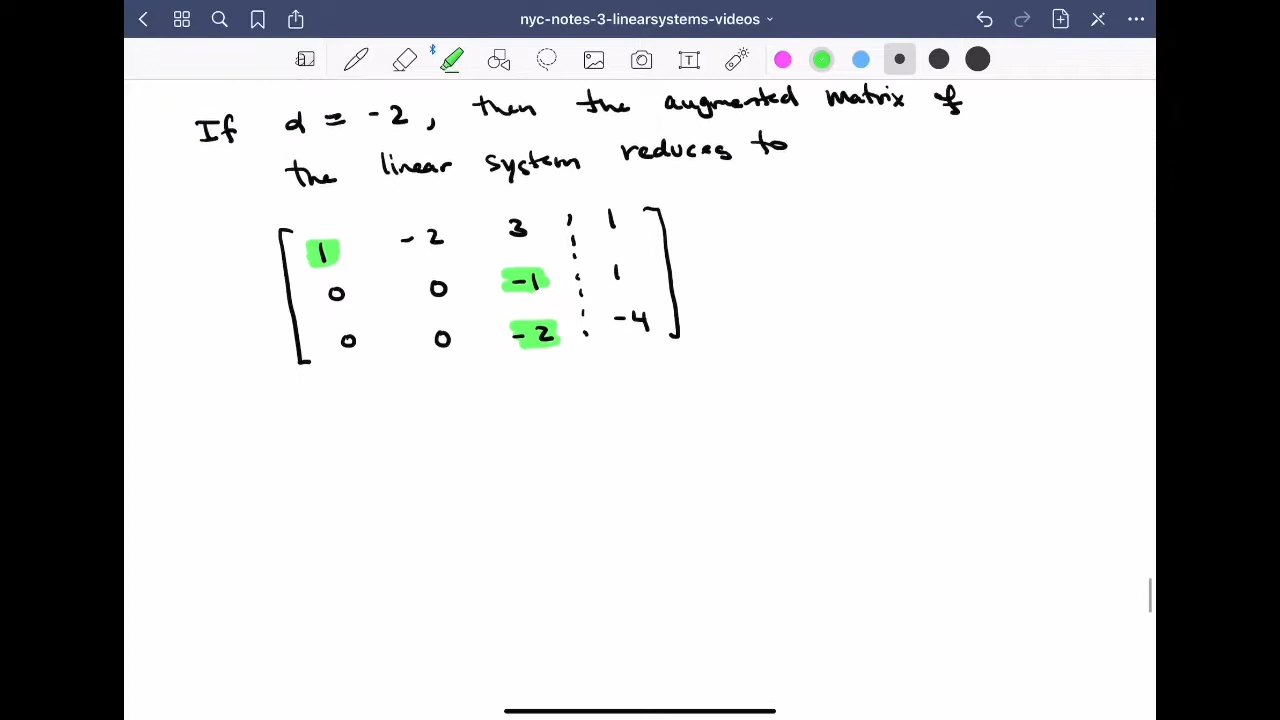 nyc-notes-3-linearsystems-videos
If α = -2, then the augmented matrix of
the linear system reduces to
1 -2 3 1
0 0 -1 1
0 0 -2 -4